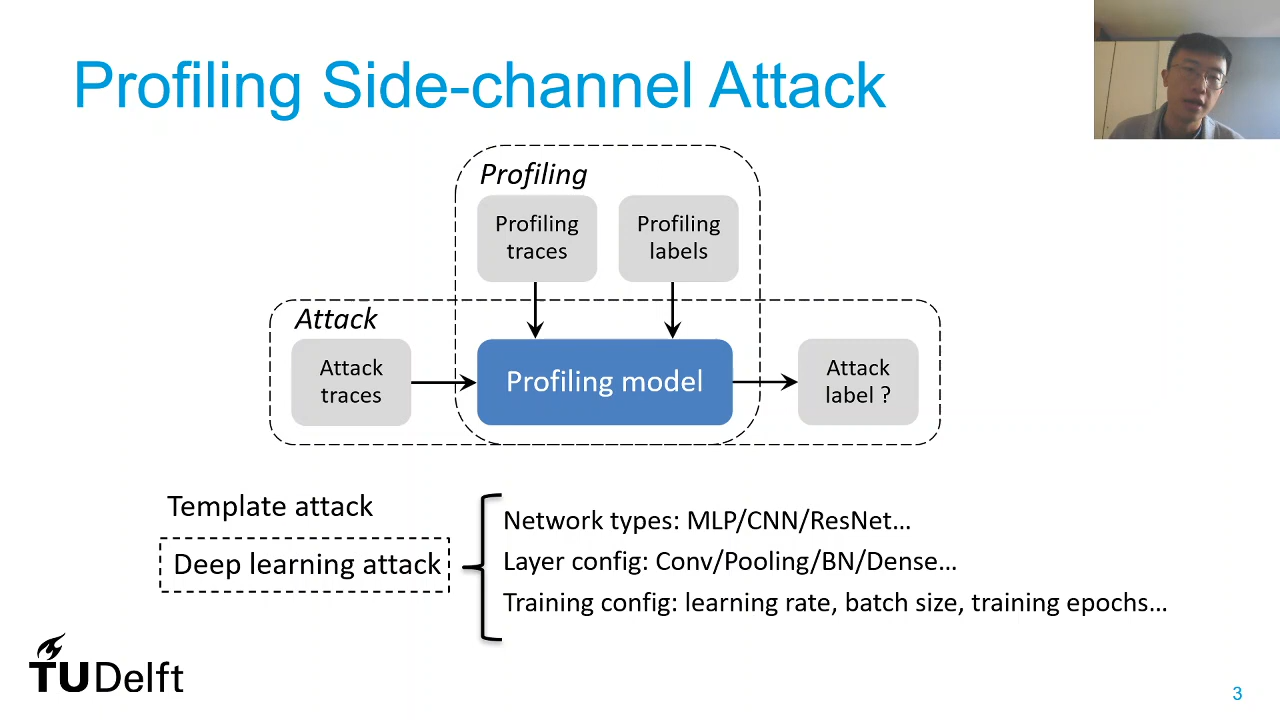 Profiling Side-channel Attack
Profiling
Profiling
traces
Profiling
labels
Attack
Attack
traces
Profiling model
Attack
label ?
Template attack
Deep learning attack
Network types: MLP/CNN/ResNet…
Layer config: Conv/Pooling/BN/Dense…
Training config: learning rate, batch size, training epochs…
TU Delft
3